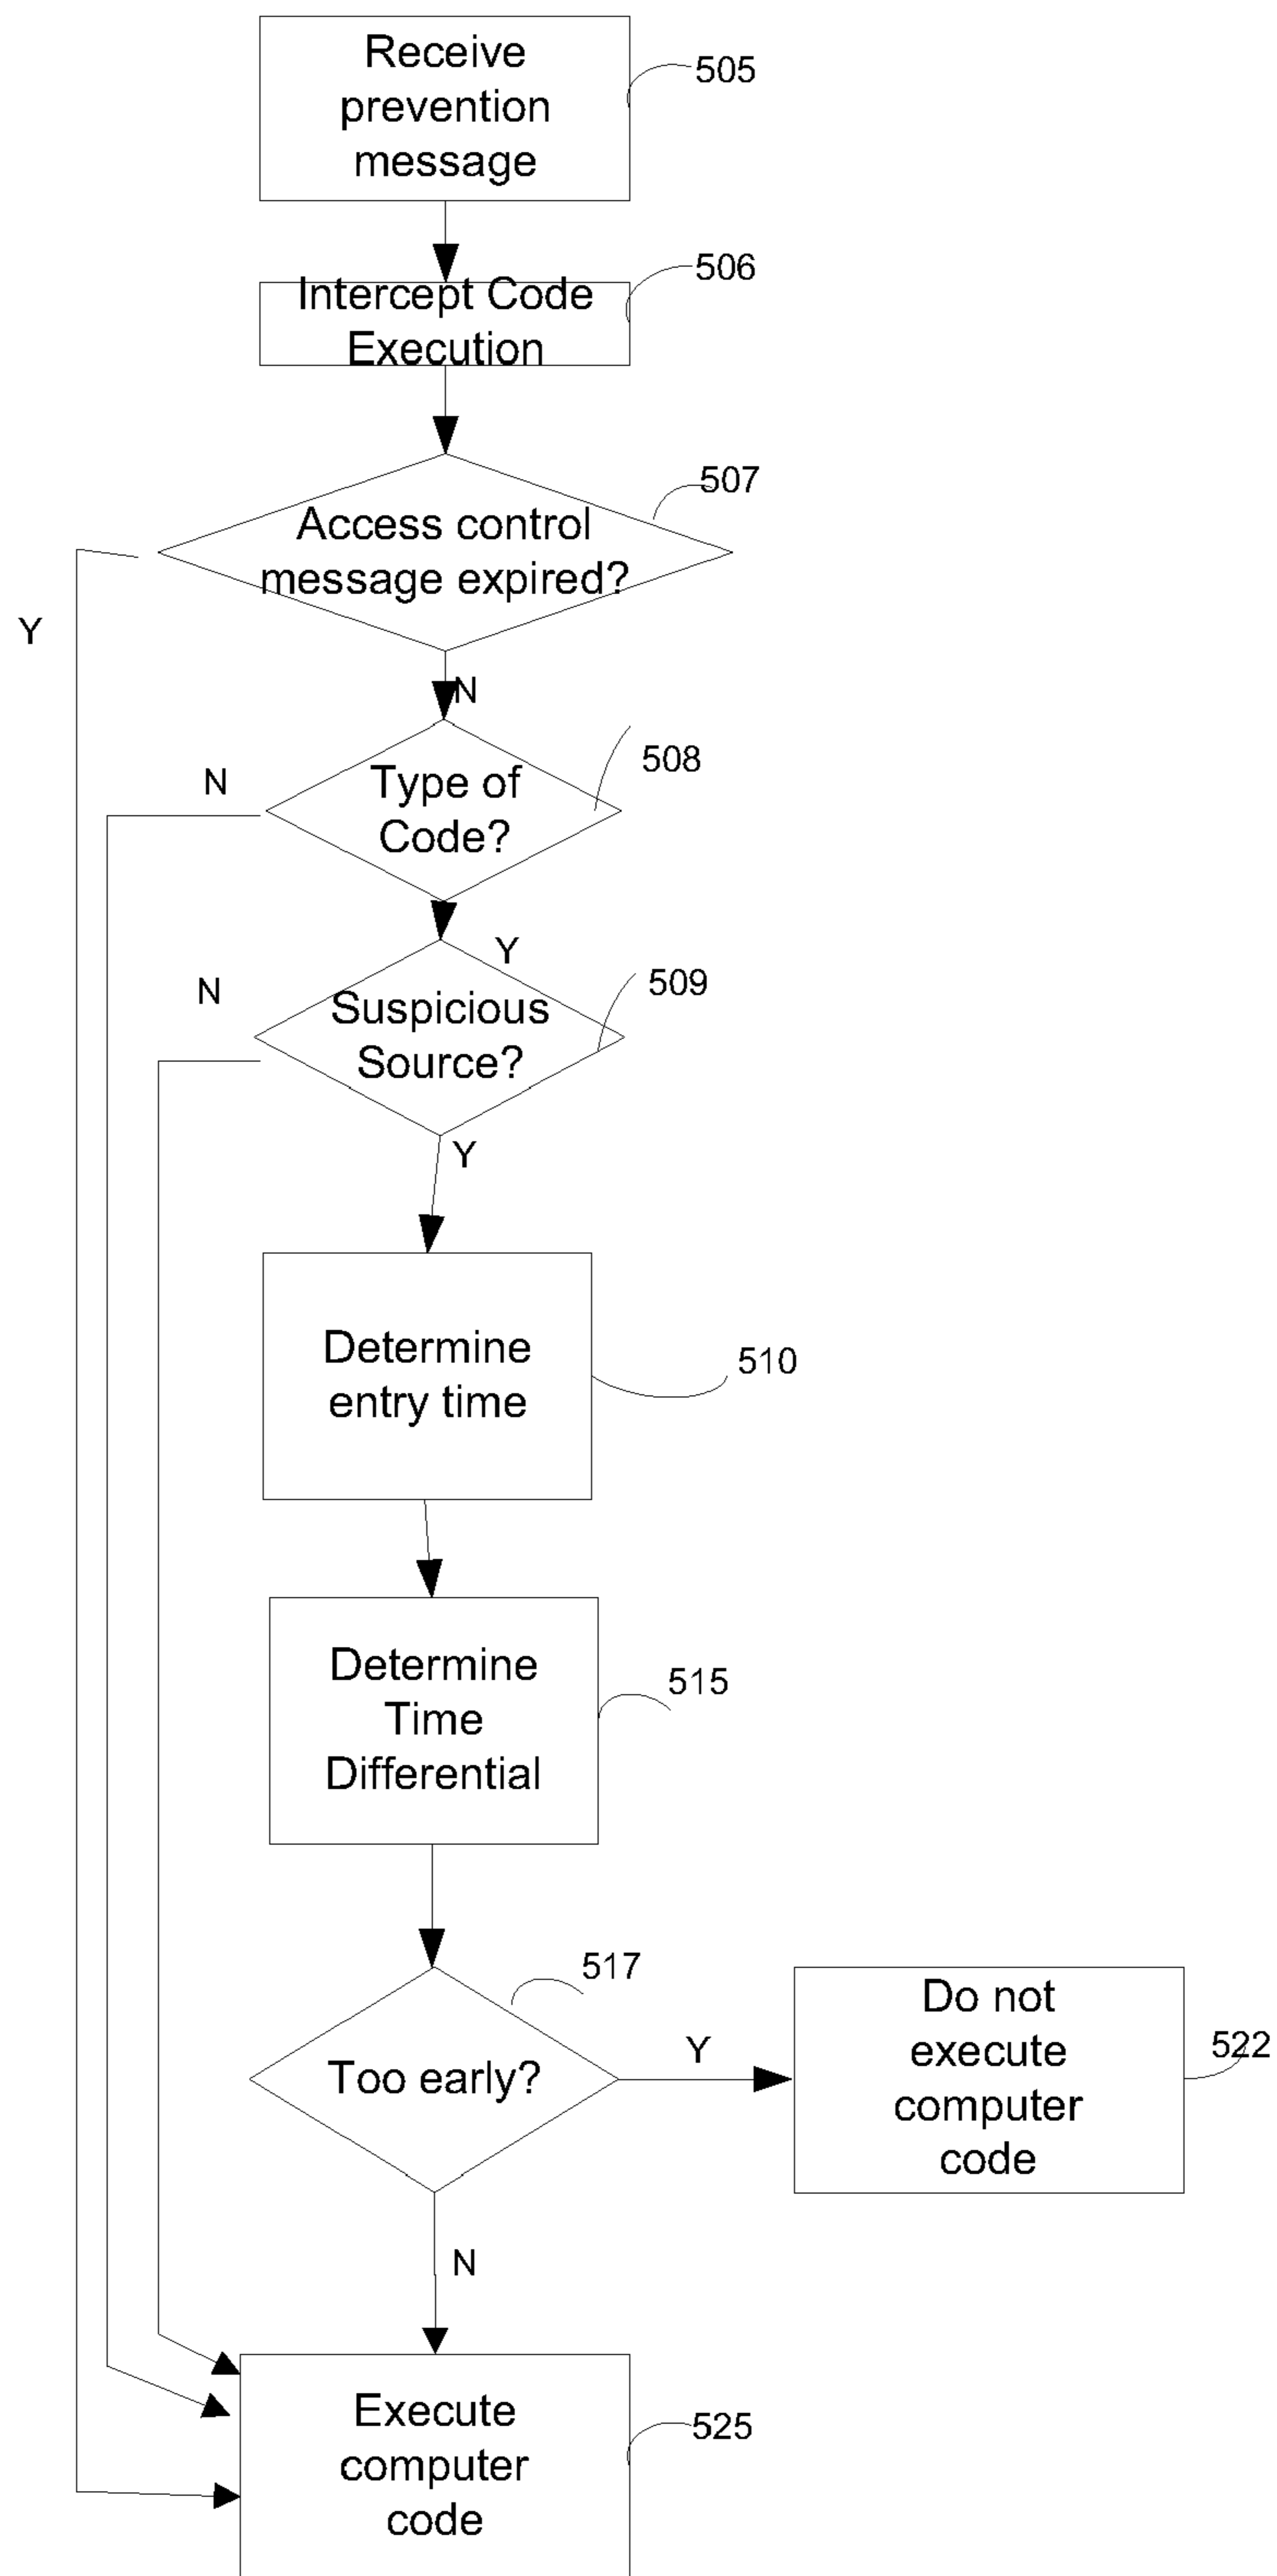 Receive
prevention
message
505
Intercept Code
Execution
506
Access control
message expired?
507
Y
N
Type of
Code?
508
N
Y
Suspicious
Source?
509
N
Y
Determine
entry time
510
Determine
Time
Differential
515
Too early?
517
Y
Do not
execute
computer
code
522
N
Execute
computer
code
525